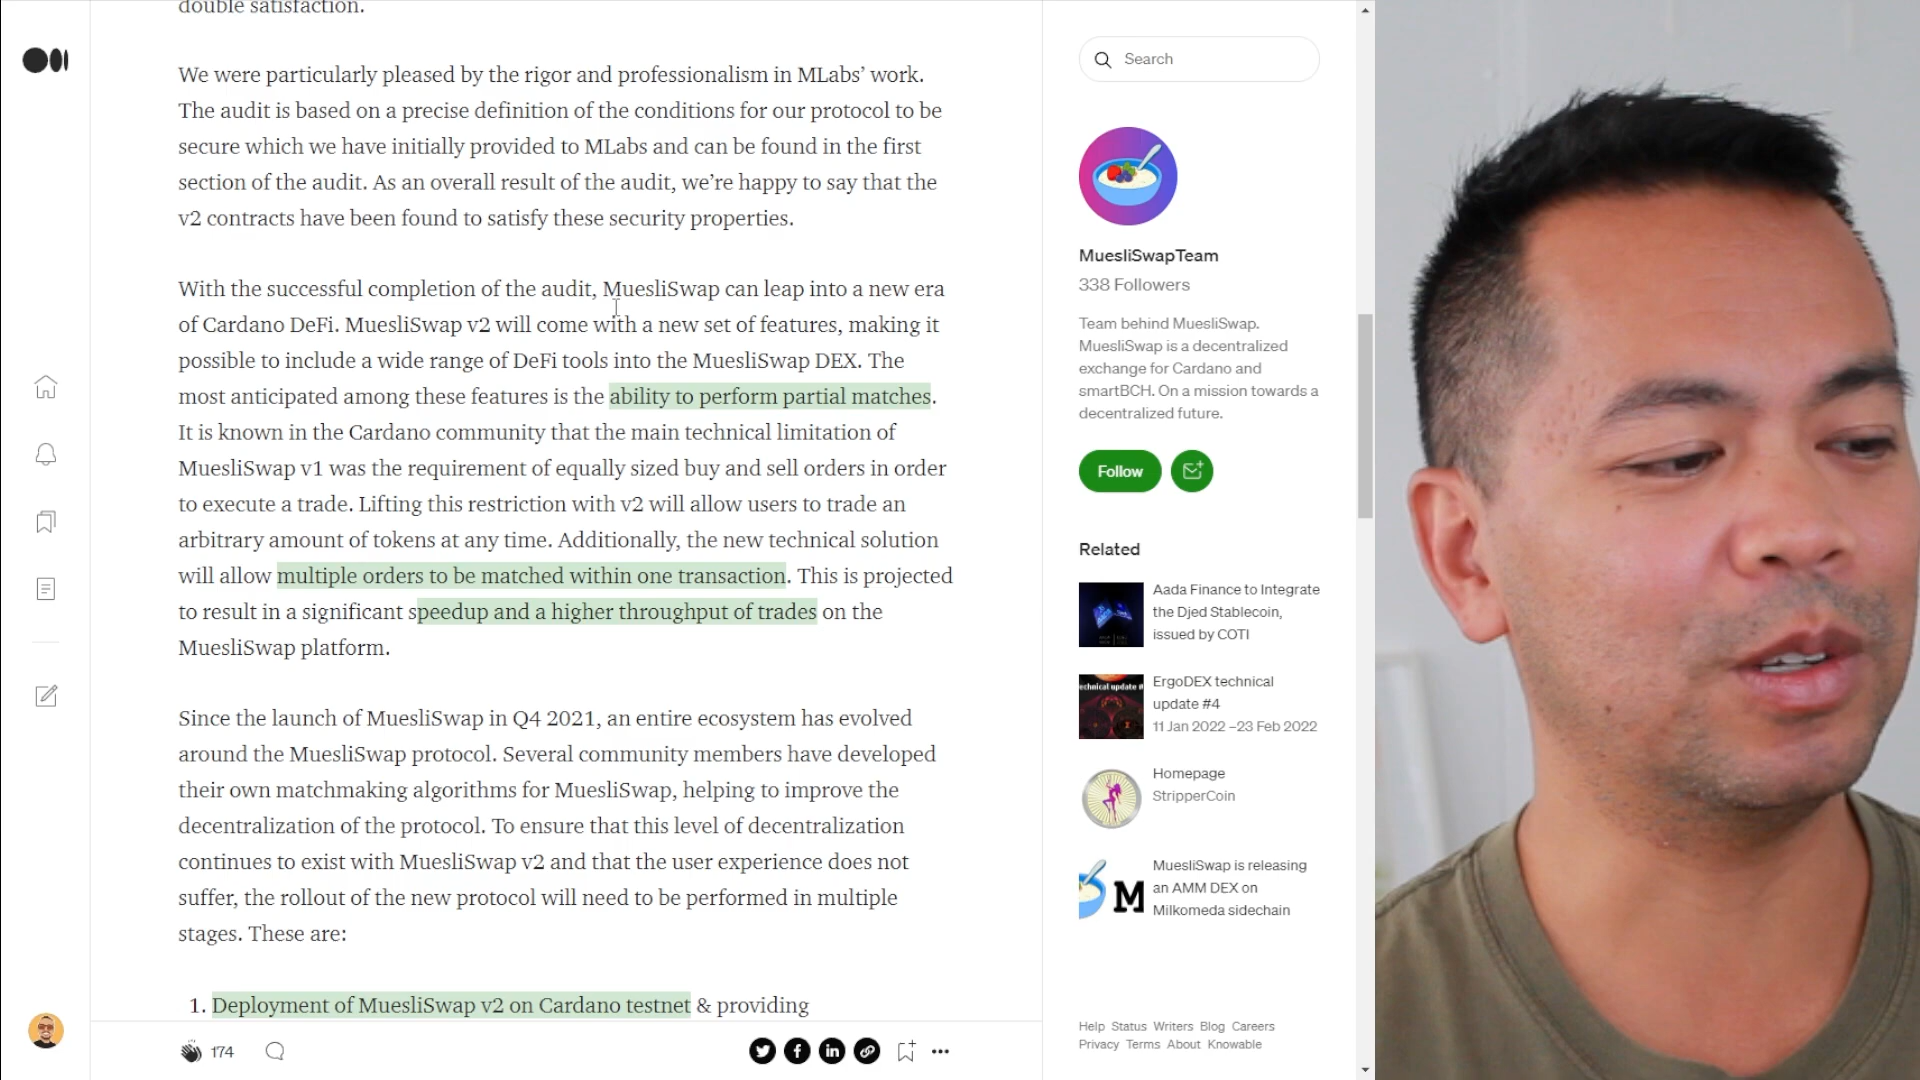 double satisfaction.
We were particularly pleased by the rigor and professionalism in MLabs’ work.
The audit is based on a precise definition of the conditions for our protocol to be
secure which we have initially provided to MLabs and can be found in the first
section of the audit. As an overall result of the audit, we’re happy to say that the
v2 contracts have been found to satisfy these security properties.
With the successful completion of the audit, MuesliSwap can leap into a new era
of Cardano DeFi. MuesliSwap v2 will come with a new set of features, making it
possible to include a wide range of DeFi tools into the MuesliSwap DEX. The
most anticipated among these features is the ability to perform partial matches.
It is known in the Cardano community that the main technical limitation of
MuesliSwap v1 was the requirement of equally sized buy and sell orders in order
to execute a trade. Lifting this restriction with v2 will allow users to trade an
arbitrary amount of tokens at any time. Additionally, the new technical solution
will allow multiple orders to be matched within one transaction. This is projected
to result in a significant speedup and a higher throughput of trades on the
MuesliSwap platform.
Since the launch of MuesliSwap in Q4 2021, an entire ecosystem has evolved
around the MuesliSwap protocol. Several community members have developed
their own matchmaking algorithms for MuesliSwap, helping to improve the
decentralization of the protocol. To ensure that this level of decentralization
continues to exist with MuesliSwap v2 and that the user experience does not
suffer, the rollout of the new protocol will need to be performed in multiple
stages. These are:
1. Deployment of MuesliSwap v2 on Cardano testnet & providing
174
Search
MuesliSwapTeam
338 Followers
Team behind MuesliSwap.
MuesliSwap is a decentralized
exchange for Cardano and
smartBCH. On a mission towards a
decentralized future.
Follow
Related
Aada Finance to Integrate
the Djed Stablecoin,
issued by COTI
echnical update #
ErgoDEX technical
update #4
11 Jan 2022 –23 Feb 2022
Homepage
StripperCoin
M
MuesliSwap is releasing
an AMM DEX on
Milkomeda sidechain
Help Status Writers Blog Careers
Privacy Terms About Knowable